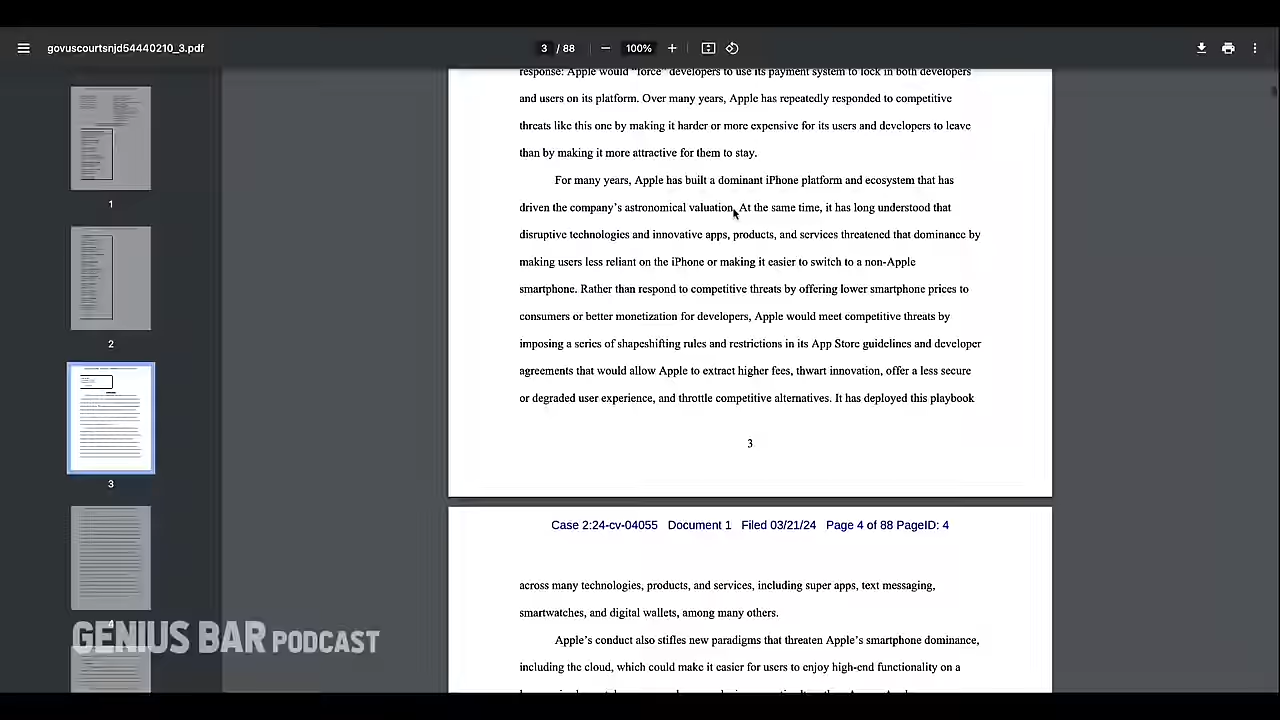 govuscourtsnjd54440210_3.pdf
3 / 88
100%
response: Apple would "force" developers to use its payment system to lock in both developers
and users on its platform. Over many years, Apple has repeatedly responded to competitive
threats like this one by making it harder or more expensive for its users and developers to leave
than by making it more attractive for them to stay.
For many years, Apple has built a dominant iPhone platform and ecosystem that has
driven the company's astronomical valuation. At the same time, it has long understood that
disruptive technologies and innovative apps, products, and services threatened that dominance by
making users less reliant on the iPhone or making it easier to switch to a non-Apple
smartphone. Rather than respond to competitive threats by offering lower smartphone prices to
consumers or better monetization for developers, Apple would meet competitive threats by
imposing a series of shapeshifting rules and restrictions in its App Store guidelines and developer
agreements that would allow Apple to extract higher fees, thwart innovation, offer a less secure
or degraded user experience, and throttle competitive alternatives. It has deployed this playbook
3
Case 2:24-cv-04055 Document 1 Filed 03/21/24 Page 4 of 88 PageID: 4
across many technologies, products, and services, including super apps, text messaging,
smartwatches, and digital wallets, among many others.
Apple's conduct also stifles new paradigms that threaten Apple's smartphone dominance,
including the cloud, which could make it easier for users to enjoy high-end functionality on a
1
2
3
GENIUS BAR PODCAST